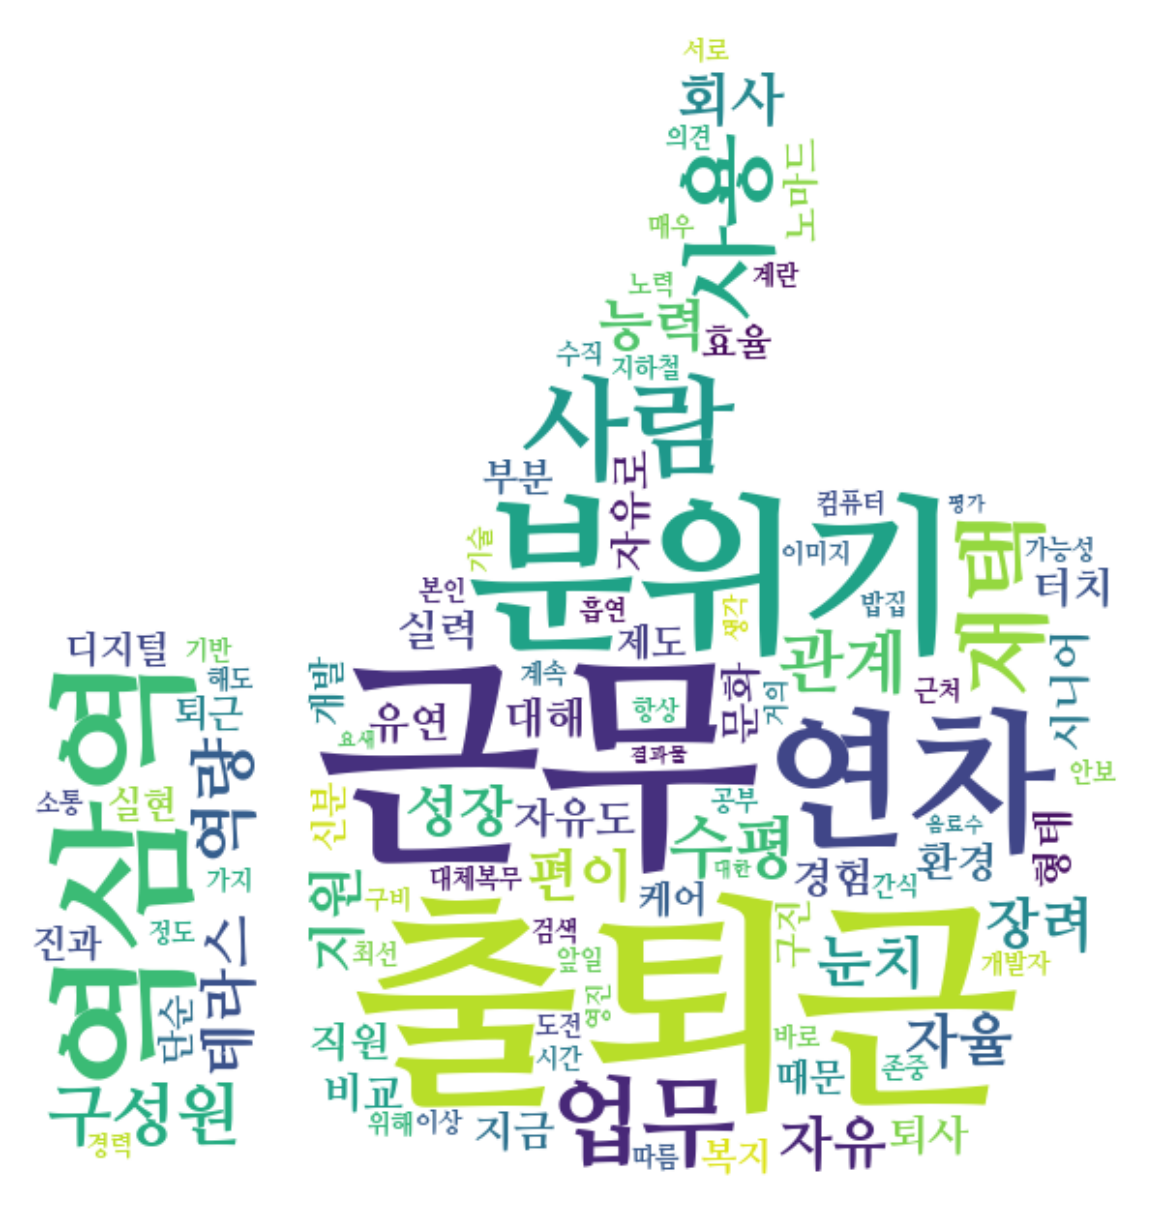 서로
회사
의견
사용
노마드
매우
계란
노력
능력
효율
수직
지하철
사람
부분
자유로
분위기
컴퓨터
평가
재택
기술
이미지
가능성
터치
본인
흡연
생각
밥집
실력
제도
관계
시니어
디지털
기반
해도
퇴근
역삼역
개발
계속
근처
근무
유연
대해
항상
문화
거의
연차
요새
결과물
안보
역량
소통
실현
신분
성장
자유도
공부
수평
음료수
환경
형태
가지
대체복무
편이
대한
경험
간식
지원
구비
케어
진과
정도
테라스
단순
최선
출퇴근
검색
앞일
구진
눈치
장려
개발자
영진
도전
시간
직원
바로
자율
구성원
비교
때문
존중
경력
위해
이상
지금
업무
따름
복지
자유
퇴사